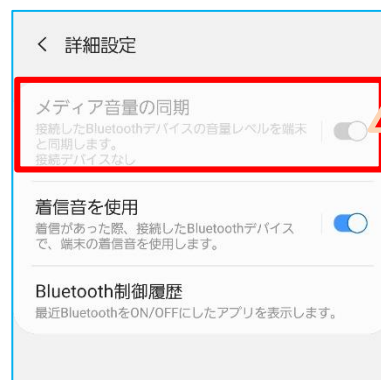 詳細設定
メディア音量の同期
接続したBluetoothデバイスの音量レベルを端末
と同期します。
接続デバイスなし
着信音を使用
着信があった際、接続したBluetoothデバイス
で、端末の着信音を使用します。
Bluetooth制御履歴
最近BluetoothをON/OFFにしたアプリを表示します。